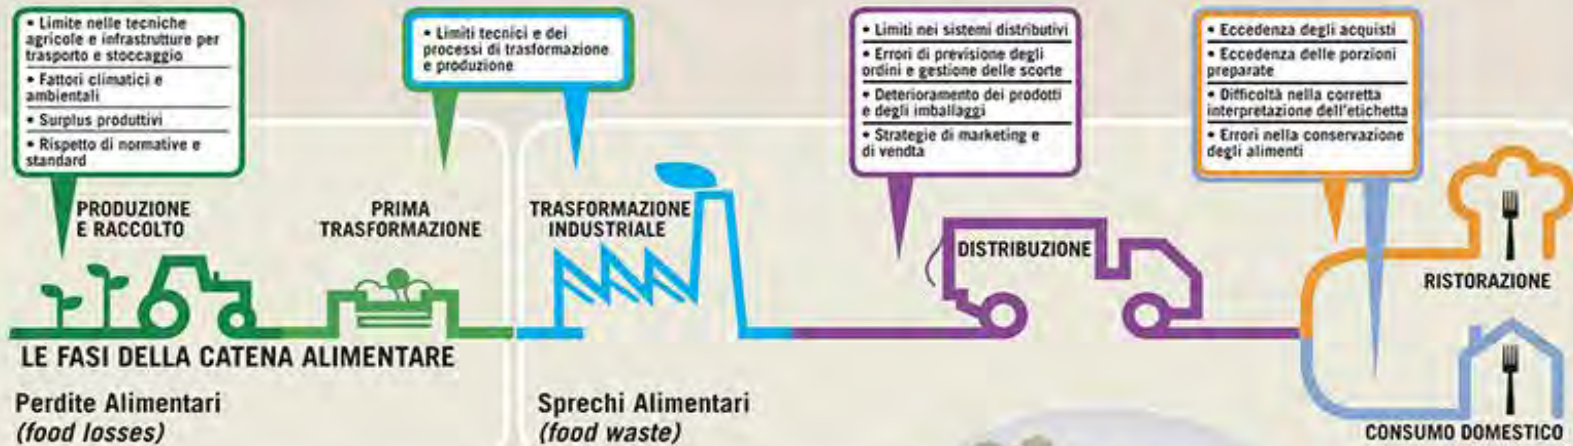 • Limite nelle tecniche
agricole e infrastrutture per
trasporto e stoccaggio
• Fattori climatici e
ambientali
• Surplus produttivi
• Rispetto di normative e
standard
• Limiti tecnici e dei
processi di trasformazione
e produzione
• Limiti nei sistemi distributivi
• Errori di previsione degli
ordini e gestione delle scorte
• Deterioramento dei prodotti
e degli imballaggi
• Strategie di marketing e
di vendta
• Eccedenza degli acquisti
• Eccedenza delle porzioni
preparate
• Difficoltà nella corretta
interpretazione dell'etichetta
• Errori nella conservazione
degli alimenti
PRODUZIONE
E RACCOLTO
PRIMA
TRASFORMAZIONE
TRASFORMAZIONE
INDUSTRIALE
DISTRIBUZIONE
RISTORAZIONE
CONSUMO DOMESTICO
LE FASI DELLA CATENA ALIMENTARE
Perdite Alimentari
(food losses)
Sprechi Alimentari
(food waste)